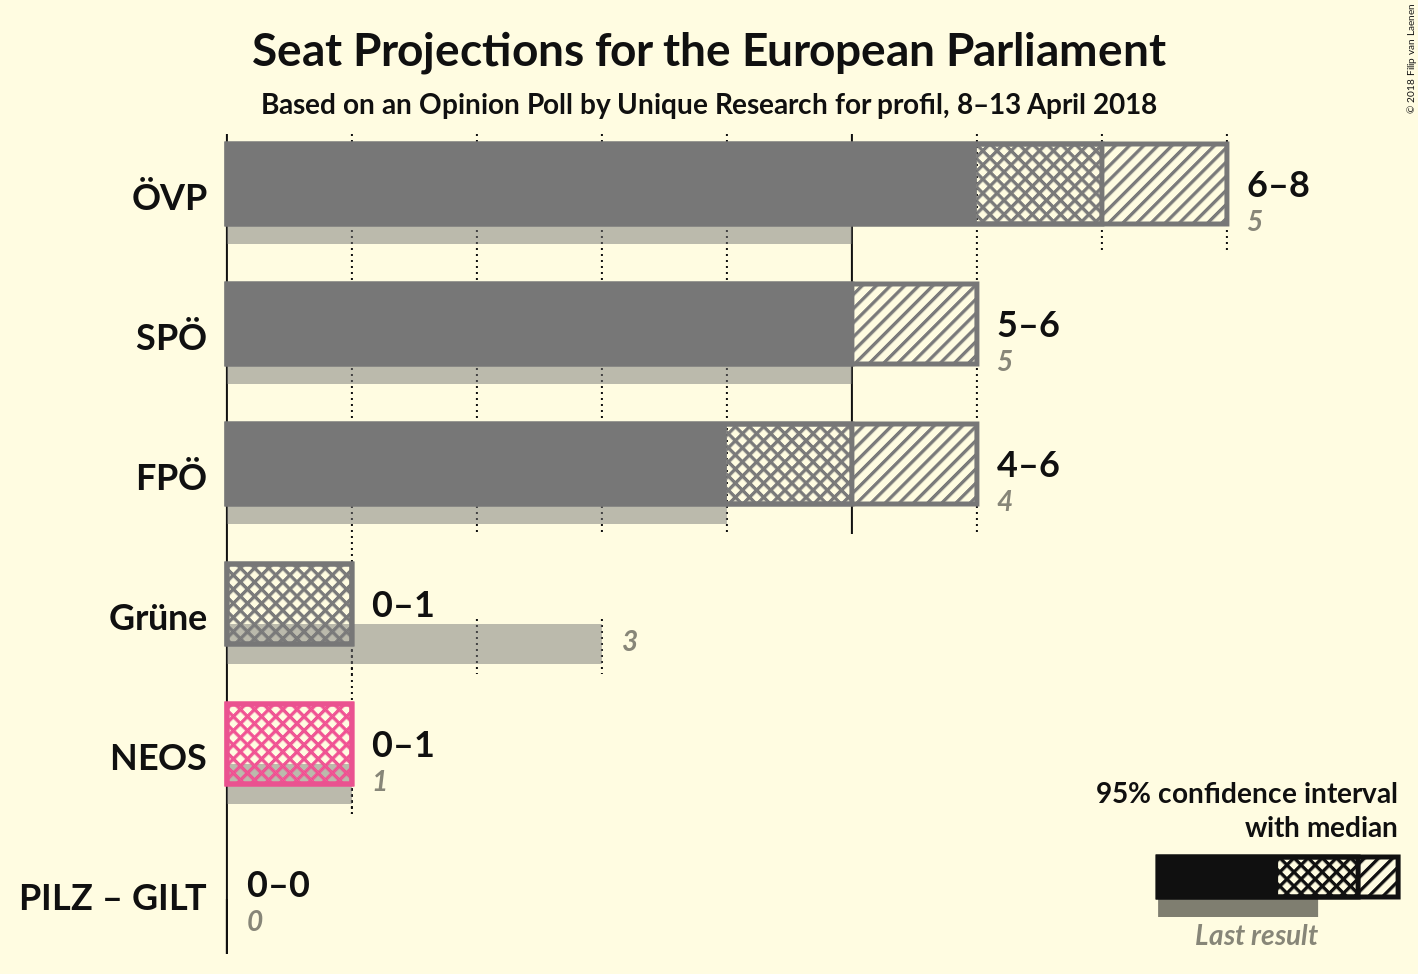 Seat Projections for the European Parliament
Based on an Opinion Poll by Unique Research for profil, 8–13 April 2018
© 2018 Filip van Laenen
ÖVP
6–8
5
SPÖ
5–6
5
FPÖ
4–6
4
Grüne
0–1
3
NEOS
0–1
1
PILZ – GILT
0–0
0
95% confidence interval
with median
Last result